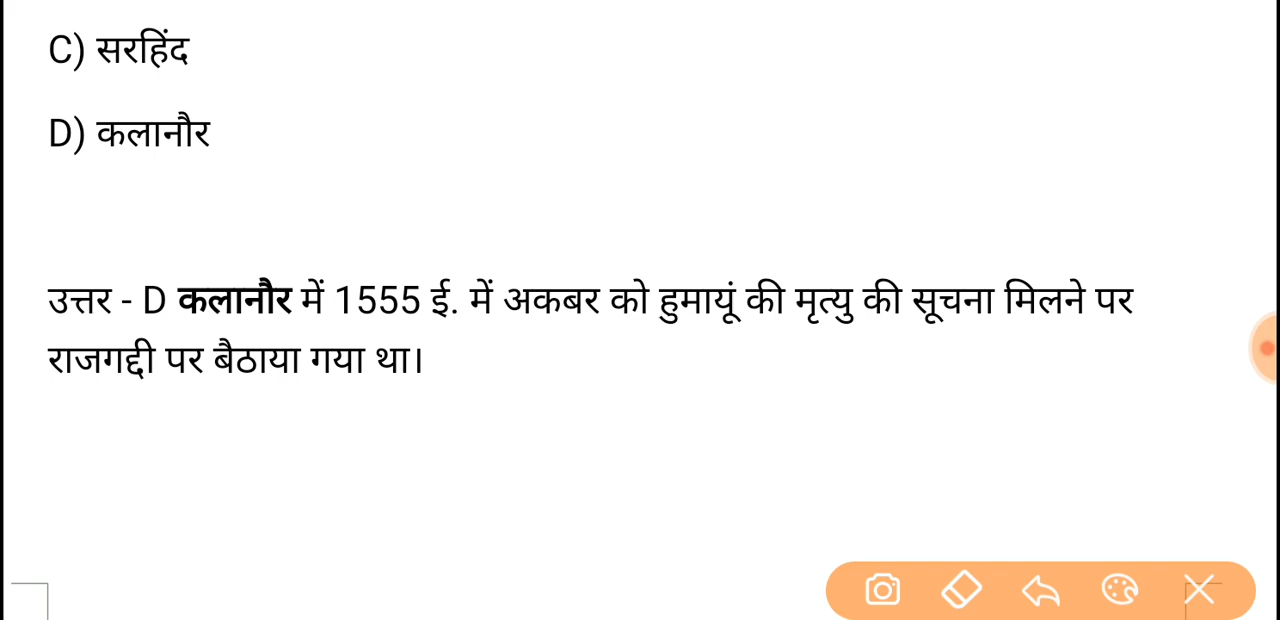 C) सरहिंद
D) कलानौर
उत्तर - D कलानौर में 1555 ई. में अकबर को हुमायूं की मृत्यु की सूचना मिलने पर
राजगद्दी पर बैठाया गया था।